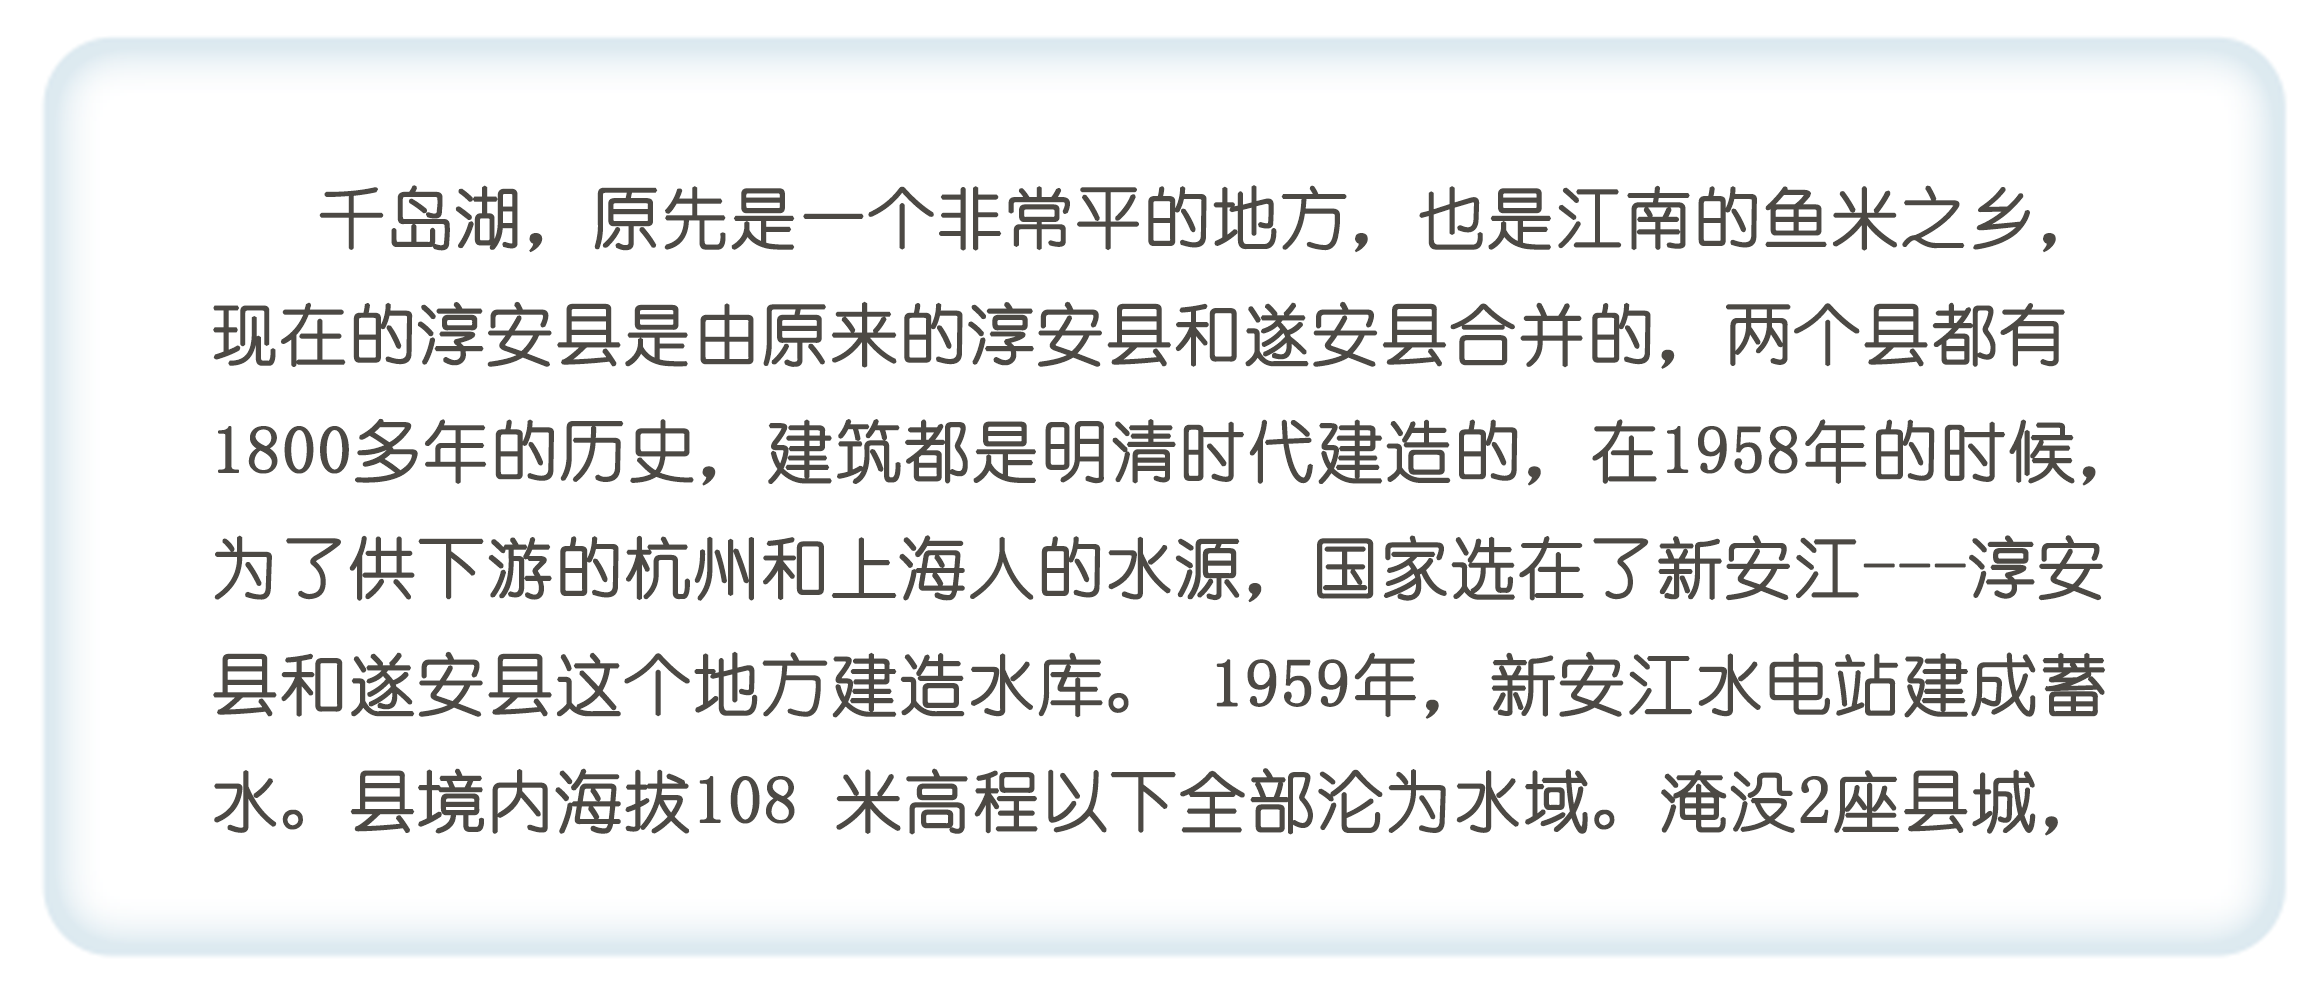 千岛湖，原先是一个非常平的地方，也是江南的鱼米之乡，
现在的淳安县是由原来的淳安县和遂安县合并的，两个县都有
1800多年的历史，建筑都是明清时代建造的，在1958年的时候，
为了供下游的杭州和上海人的水源，国家选在了新安江---淳安
县和遂安县这个地方建造水库。 1959年，新安江水电站建成蓄
水。县境内海拔108 米高程以下全部沦为水域。淹没2座县城，